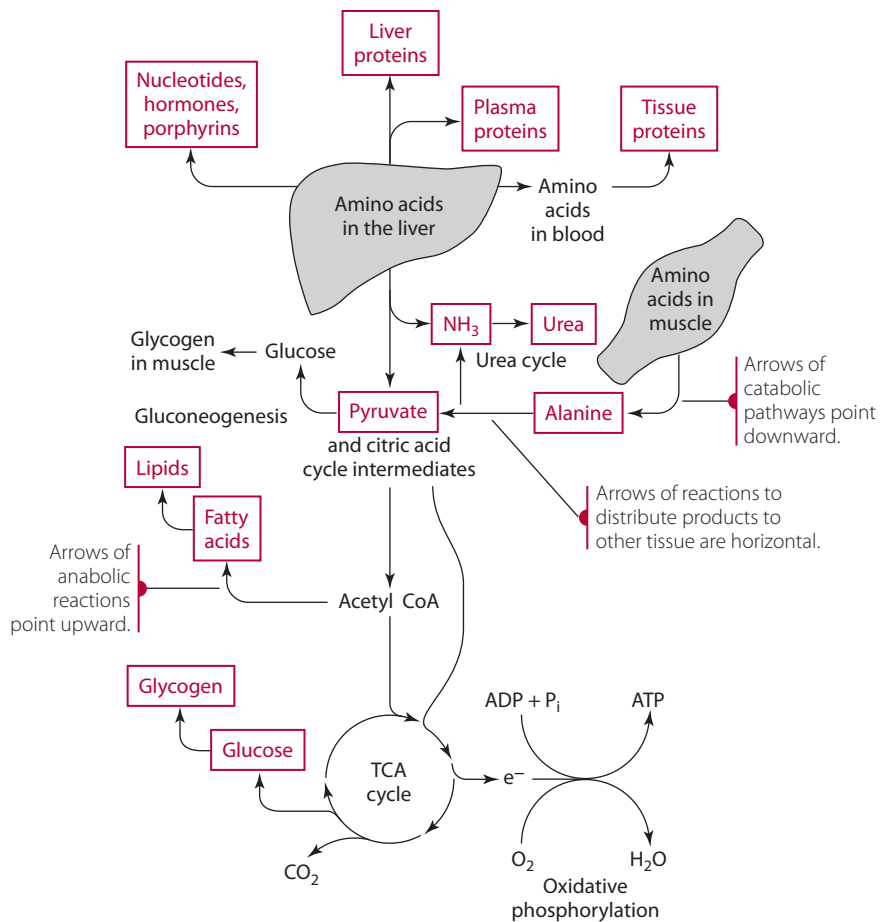 Liver
proteins
Nucleotides,
hormones,
porphyrins
Plasma
proteins
Tissue
proteins
Amino acids
in the liver
Amino
acids
in blood
Amino
acids in
muscle
NH₃
Urea
Urea cycle
Glycogen
in muscle
Glucose
Gluconeogenesis
Pyruvate
and citric acid
cycle intermediates
Alanine
Arrows of
catabolic
pathways point
downward.
Arrows of reactions to
distribute products to
other tissue are horizontal.
Lipids
Fatty
acids
Arrows of
anabolic
reactions
point upward.
Acetyl CoA
Glycogen
Glucose
TCA
cycle
CO₂
ADP + Pᵢ
ATP
e⁻
O₂
H₂O
Oxidative
phosphorylation